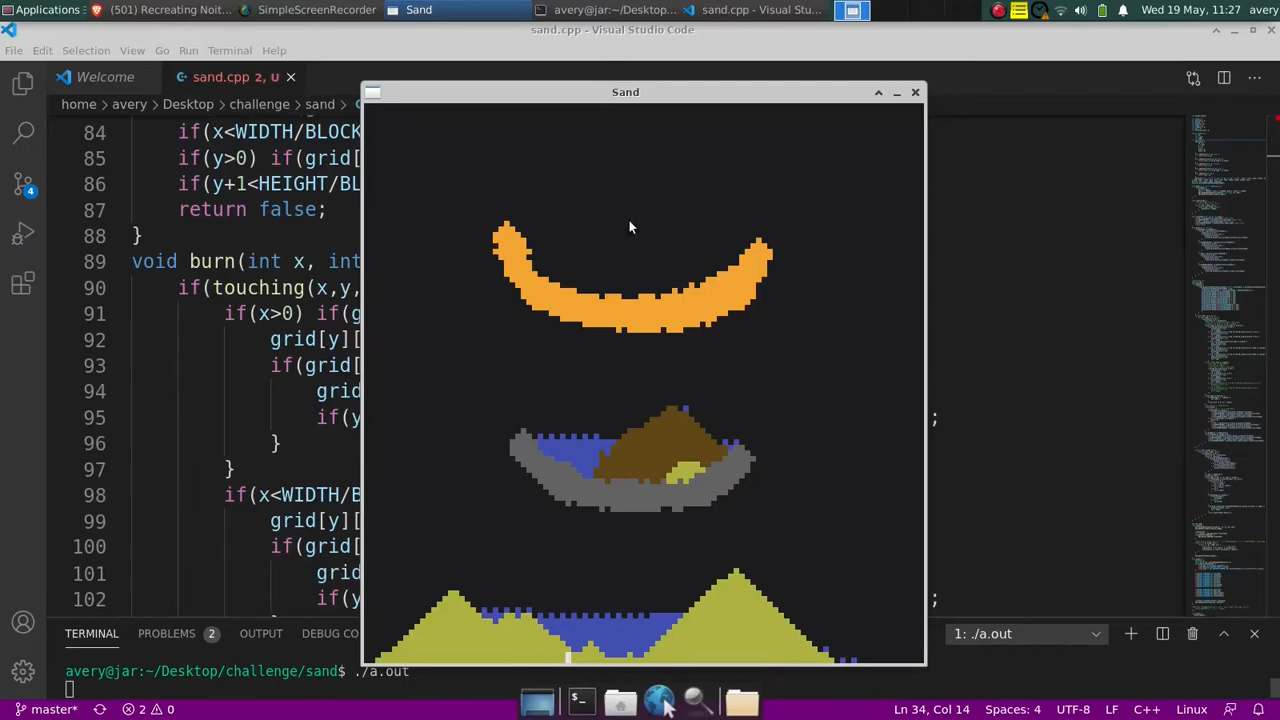 Applications
(501) Recreating Noit...
SimpleScreenRecorder
Sand
avery@jar:~/Desktop...
sand.cpp - Visual Stu...
Wed 19 May, 11:27 avery
sand.cpp - Visual Studio Code
File Edit Selection View Go Run Terminal Help
Welcome
sand.cpp 2, U
home > avery > Desktop > challenge > sand >
Sand
84 if(x<WIDTH/BLOCK
85 if(y>0) if(grid[
86 if(y+1<HEIGHT/BL
87 return false;
88 }
89 void burn(int x, int
90 if(touching(x,y,
91 if(x>0) if(g
92 grid[y][
93 if(grid[
94 grid
95 if(y ;
96 }
97 }
98 if(x<WIDTH/B
99 grid[y][
100 if(grid[
101 grid
102 if(y ;
4
TERMINAL PROBLEMS 2 OUTPUT DEBUG CO
1: ./a.out
avery@jar:~/Desktop/challenge/sand$ ./a.out
master* 2 0 Ln 34, Col 14 Spaces: 4 UTF-8 LF C++ Linux